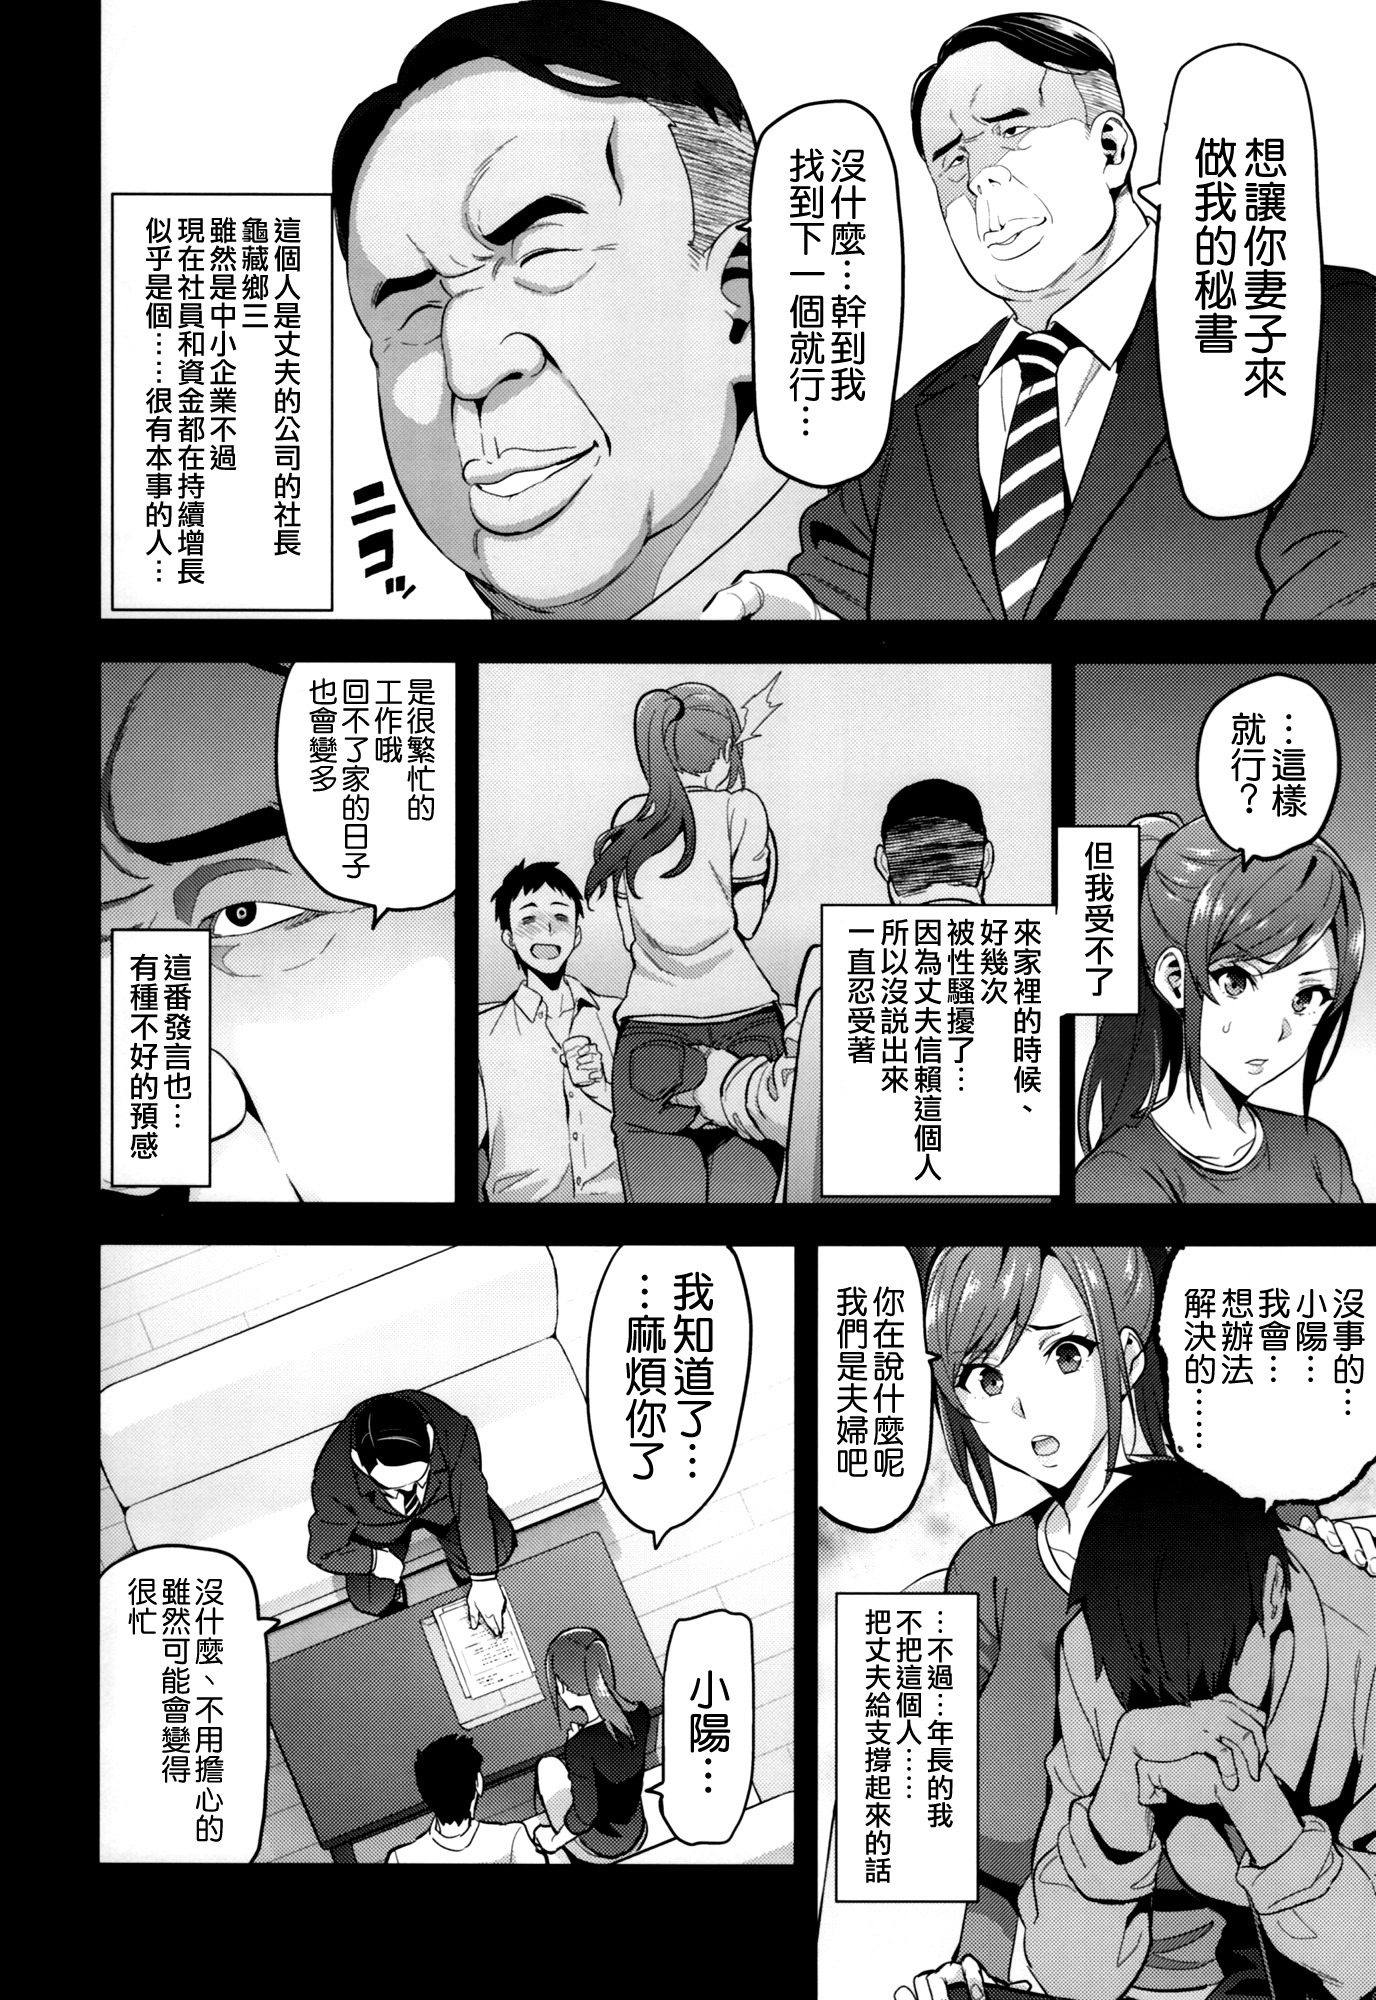 想讓你妻子來
做我的秘書
沒什麼…幹到我
找到下一個就行…
ニコッ
這個人是丈夫的公司的社長
龜藏鄉三
雖然是中小企業不過
現在社員和資金都在持續增長
似乎是個……很有本事的人…
…這樣
就行？
但我受不了
來家裡的時候、
好幾次
被性騷擾了…
因為丈夫信賴這個人
所以沒說出來
一直忍受著
是很繁忙的
工作哦
回不了家的日子
也會變多
這番發言也…
有種不好的預感
沒事的…
小陽…
我會…
想辦法
解決的……
你在說什麼呢
我們是夫婦吧
…不過…年長的我
不把這個人……
把丈夫給支撐起來的話
我知道了…
…麻煩你了
小陽…
沒什麼、不用擔心的
雖然可能會變得
很忙